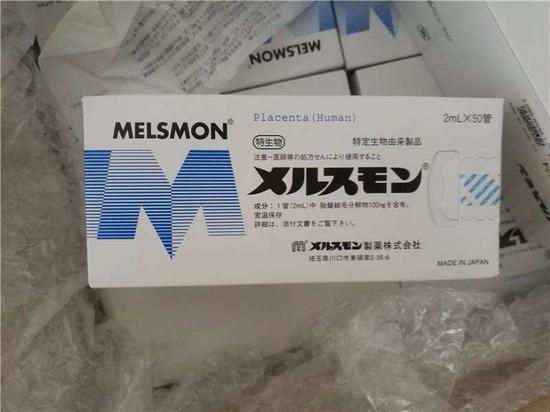 MELSMON®
Placenta (Human)
2mL×50管
特生物
特定生物由来製品
注意-医師等の処方せんにより使用すること
メルスモン®
成分:1管(2mL)中 胎盤絨毛分解物100mgを含有。
室温保存
詳細は、添付文書をご覧下さい。
メルスモン製薬株式会社
埼玉県川口市東領家2-35-6
MADE IN JAPAN